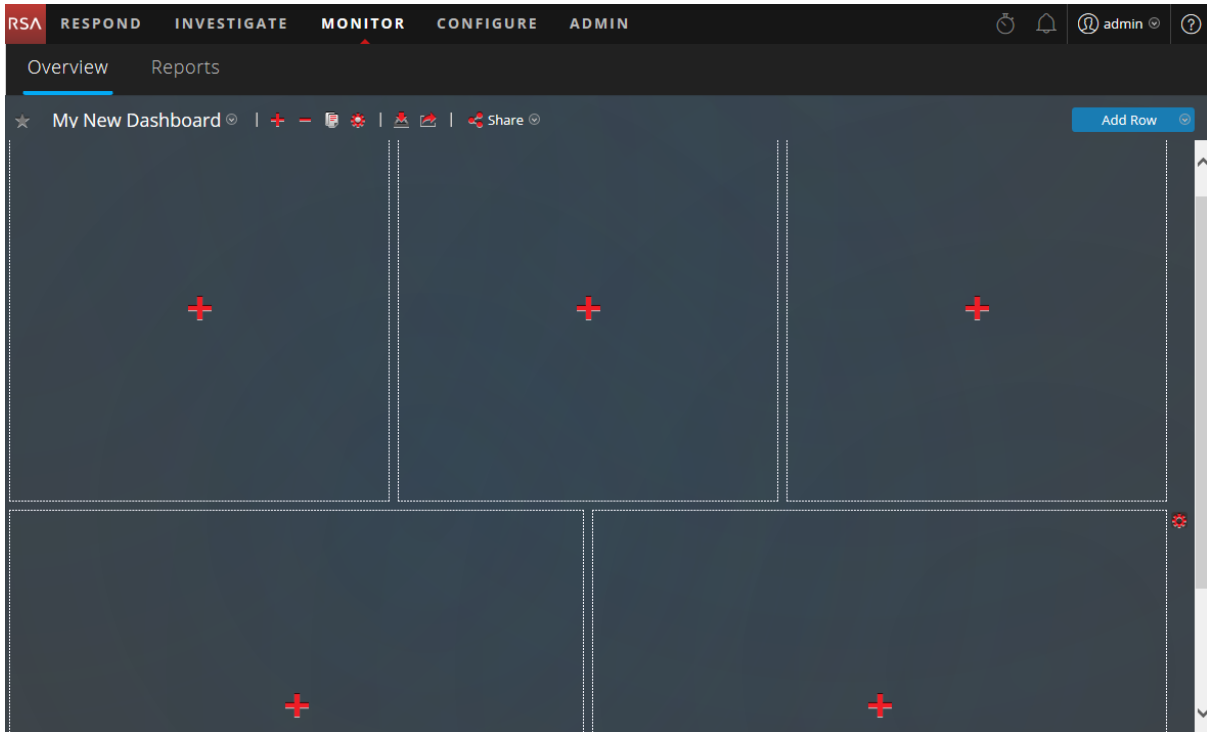 RSA RESPOND INVESTIGATE MONITOR CONFIGURE ADMIN admin ?
Overview Reports
My New Dashboard Share Add Row